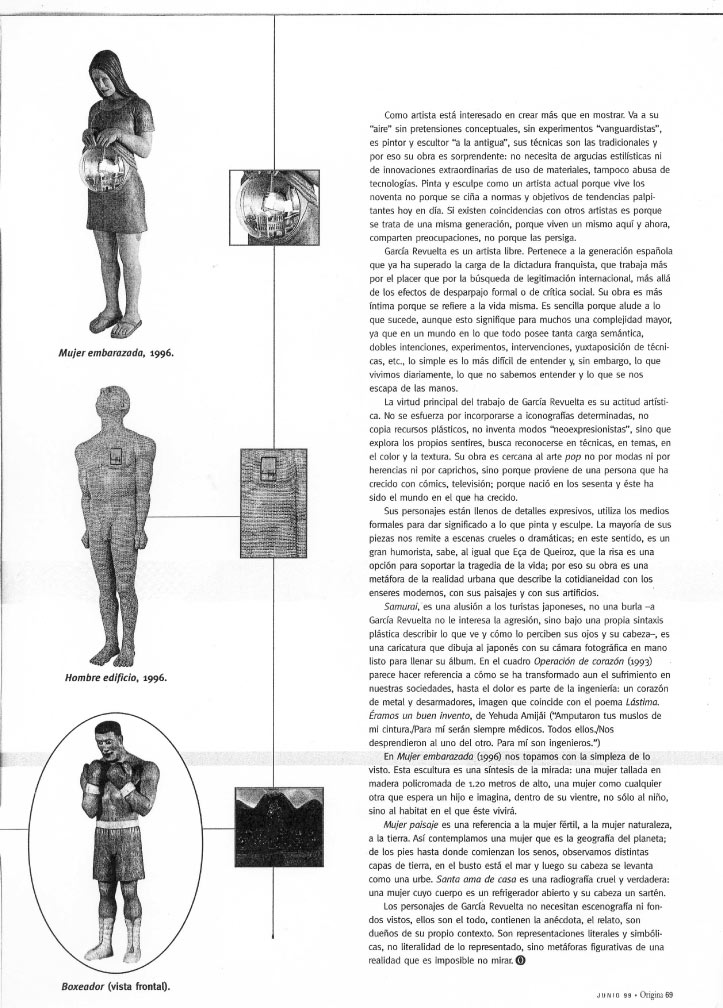 Como artista está interesado en crear más que en mostrar. Va a su
“aire” sin pretensiones conceptuales, sin experimentos “vanguardistas”,
es pintor y escultor “a la antigua”, sus técnicas son las tradicionales y
por eso su obra es sorprendente: no necesita de argucias estilísticas ni
de innovaciones extraordinarias de uso de materiales, tampoco abusa de
tecnologías. Pinta y esculpe como un artista actual porque vive los
noventa no porque se ciña a normas y objetivos de tendencias palpi-
tantes hoy en día. Si existen coincidencias con otros artistas es porque
se trata de una misma generación, porque viven un mismo aquí y ahora,
comparten preocupaciones, no porque las persiga.
García Revuelta es un artista libre. Pertenece a la generación española
que ya ha superado la carga de la dictadura franquista, que trabaja más
por el placer que por la búsqueda de legitimación internacional, más allá
de los efectos de desparpajo formal o de crítica social. Su obra es más
íntima porque se refiere a la vida misma. Es sencilla porque alude a lo
que sucede, aunque esto signifique para muchos una complejidad mayor,
ya que en un mundo en lo que todo posee tanta carga semántica,
dobles intenciones, experimentos, intervenciones, yuxtaposición de técni-
cas, etc., lo simple es lo más difícil de entender y, sin embargo, lo que
vivimos diariamente, lo que no sabemos entender y lo que se nos
escapa de las manos.
La virtud principal del trabajo de García Revuelta es su actitud artísti-
ca. No se esfuerza por incorporarse a iconografías determinadas, no
copia recursos plásticos, no inventa modos “neoexpresionistas”, sino que
explora los propios sentires, busca reconocerse en técnicas, en temas, en
el color y la textura. Su obra es cercana al arte pop no por modas ni por
herencias ni por caprichos, sino porque proviene de una persona que ha
crecido con cómics, televisión; porque nació en los sesenta y éste ha
sido el mundo en el que ha crecido.
Sus personajes están llenos de detalles expresivos, utiliza los medios
formales para dar significado a lo que pinta y esculpe. La mayoría de sus
piezas nos remite a escenas crueles o dramáticas; en este sentido, es un
gran humorista, sabe, al igual que Eça de Queiroz, que la risa es una
opción para soportar la tragedia de la vida; por eso su obra es una
metáfora de la realidad urbana que describe la cotidianeidad con los
enseres modernos, con sus paisajes y con sus artificios.
Samurai, es una alusión a los turistas japoneses, no una burla –a
García Revuelta no le interesa la agresión, sino bajo una propia sintaxis
plástica describir lo que ve y cómo lo perciben sus ojos y su cabeza–, es
una caricatura que dibuja al japonés con su cámara fotográfica en mano
listo para llenar su álbum. En el cuadro Operación de corazón (1993)
parece hacer referencia a cómo se ha transformado aun el sufrimiento en
nuestras sociedades, hasta el dolor es parte de la ingeniería: un corazón
de metal y desarmadores, imagen que coincide con el poema Lástima.
Éramos un buen invento, de Yehuda Amijái (“Amputaron tus muslos de
mi cintura./Para mí serán siempre médicos. Todos ellos./Nos
desprendieron al uno del otro. Para mí son ingenieros.”)
En Mujer embarazada (1996) nos topamos con la simpleza de lo
visto. Esta escultura es una síntesis de la mirada: una mujer tallada en
madera policromada de 1.20 metros de alto, una mujer como cualquier
otra que espera un hijo e imagina, dentro de su vientre, no sólo al niño,
sino al habitat en el que éste vivirá.
Mujer paisaje es una referencia a la mujer fértil, a la mujer naturaleza,
a la tierra. Así contemplamos una mujer que es la geografía del planeta;
de los pies hasta donde comienzan los senos, observamos distintas
capas de tierra, en el busto está el mar y luego su cabeza se levanta
como una urbe. Santa ama de casa es una radiografía cruel y verdadera:
una mujer cuyo cuerpo es un refrigerador abierto y su cabeza un sartén.
Los personajes de García Revuelta no necesitan escenografía ni fon-
dos vistos, ellos son el todo, contienen la anécdota, el relato, son
dueños de su propio contexto. Son representaciones literales y simbóli-
cas, no literalidad de lo representado, sino metáforas figurativas de una
realidad que es imposible no mirar. O
Mujer embarazada, 1996.
Hombre edificio, 1996.
Boxeador (vista frontal).
JUNIO 98 • Origina 69